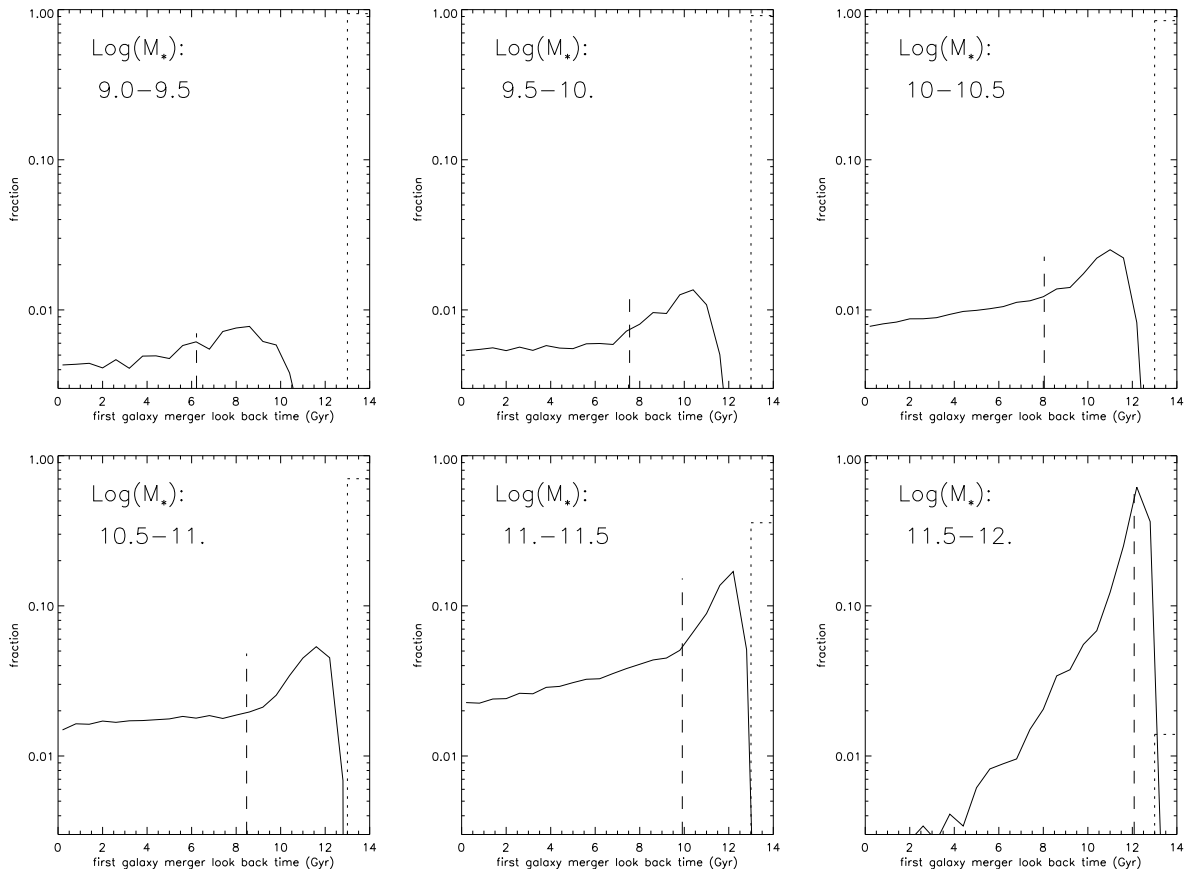 1.00
0.10
0.01
fraction
Log(M*):
9.0−9.5
0 2 4 6 8 10 12 14
first galaxy merger look back time (Gyr)
1.00
0.10
0.01
fraction
Log(M*):
9.5−10.
0 2 4 6 8 10 12 14
first galaxy merger look back time (Gyr)
1.00
0.10
0.01
fraction
Log(M*):
10−10.5
0 2 4 6 8 10 12 14
first galaxy merger look back time (Gyr)
1.00
0.10
0.01
fraction
Log(M*):
10.5−11.
0 2 4 6 8 10 12 14
first galaxy merger look back time (Gyr)
1.00
0.10
0.01
fraction
Log(M*):
11.−11.5
0 2 4 6 8 10 12 14
first galaxy merger look back time (Gyr)
1.00
0.10
0.01
fraction
Log(M*):
11.5−12.
0 2 4 6 8 10 12 14
first galaxy merger look back time (Gyr)